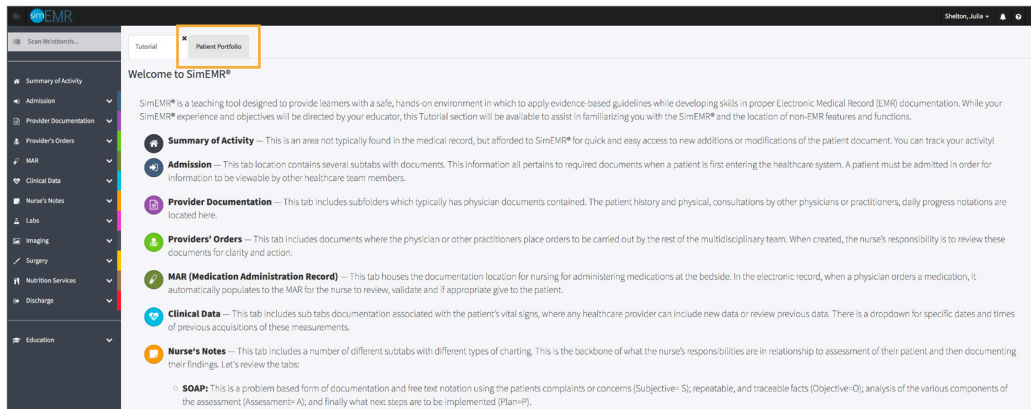 simEMR
Shelton, Julia
Scan Wristbands...
Summary of Activity
Admission
Provider Documentation
Provider's Orders
MAR
Clinical Data
Nurse's Notes
Labs
Imaging
Surgery
Nutrition Services
Discharge
Education
Tutorial
Patient Portfolio
Welcome to SimEMR®
SimEMR® is a teaching tool designed to provide learners with a safe, hands-on environment in which to apply evidence-based guidelines while developing skills in proper Electronic Medical Record (EMR) documentation. While your
SimEMR® experience and objectives will be directed by your educator, this Tutorial section will be available to assist in familiarizing you with the SimEMR® and the location of non-EMR features and functions.
Summary of Activity — This is an area not typically found in the medical record, but afforded to SimEMR® for quick and easy access to new additions or modifications of the patient document. You can track your activity!
Admission — This tab location contains several subtabs with documents. This information all pertains to required documents when a patient is first entering the healthcare system. A patient must be admitted in order for
information to be viewable by other healthcare team members.
Provider Documentation — This tab includes subfolders which typically has physician documents contained. The patient history and physical, consultations by other physicians or practitioners, daily progress notations are
located here.
Providers' Orders — This tab includes documents where the physician or other practitioners place orders to be carried out by the rest of the multidisciplinary team. When created, the nurse's responsibility is to review these
documents for clarity and action.
MAR (Medication Administration Record) — This tab houses the documentation location for nursing for administering medications at the bedside. In the electronic record, when a physician orders a medication, it
automatically populates to the MAR for the nurse to review, validate and if appropriate give to the patient.
Clinical Data — This tab includes sub tabs documentation associated with the patient's vital signs, where any healthcare provider can include new data or review previous data. There is a dropdown for specific dates and times
of previous acquisitions of these measurements.
Nurse's Notes — This tab includes a number of different subtabs with different types of charting. This is the backbone of what the nurse's responsibilities are in relationship to assessment of their patient and then documenting
their findings. Let's review the tabs:
SOAP: This is a problem based form of documentation and free text notation using the patients complaints or concerns (Subjective= S); repeatable, and traceable facts (Objective=O); analysis of the various components of
the assessment (Assessment= A); and finally what next steps are to be implemented (Plan=P).